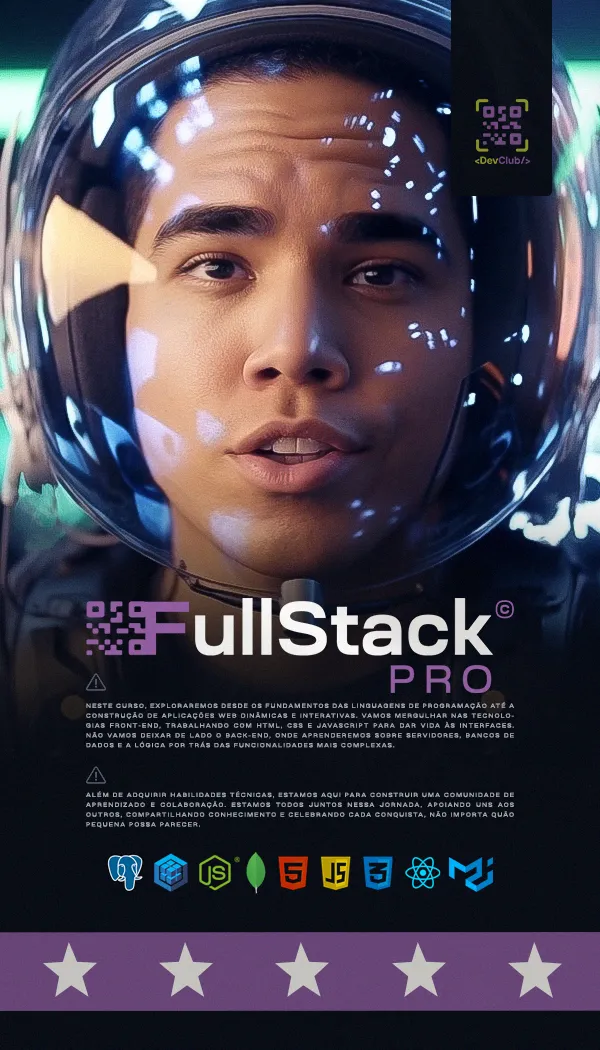 <DevClub/>
FullStack©
PRO
NESTE CURSO, EXPLORAREMOS DESDE OS FUNDAMENTOS DAS LINGUAGENS DE PROGRAMAÇÃO ATÉ A
CONSTRUÇÃO DE APLICAÇÕES WEB DINÂMICAS E INTERATIVAS. VAMOS MERGULHAR NAS TECNOLO-
GIAS FRONT-END, TRABALHANDO COM HTML, CSS E JAVASCRIPT PARA DAR VIDA ÀS INTERFACES.
NÃO VAMOS DEIXAR DE LADO O BACK-END, ONDE APRENDEREMOS SOBRE SERVIDORES, BANCOS DE
DADOS E A LÓGICA POR TRÁS DAS FUNCIONALIDADES MAIS COMPLEXAS.
ALÉM DE ADQUIRIR HABILIDADES TÉCNICAS, ESTAMOS AQUI PARA CONSTRUIR UMA COMUNIDADE DE
APRENDIZADO E COLABORAÇÃO. ESTAMOS TODOS JUNTOS NESSA JORNADA, APOIANDO UNS AOS
OUTROS, COMPARTILHANDO CONHECIMENTO E CELEBRANDO CADA CONQUISTA, NÃO IMPORTA QUÃO
PEQUENA POSSA PARECER.
JS ® 5 JS 3